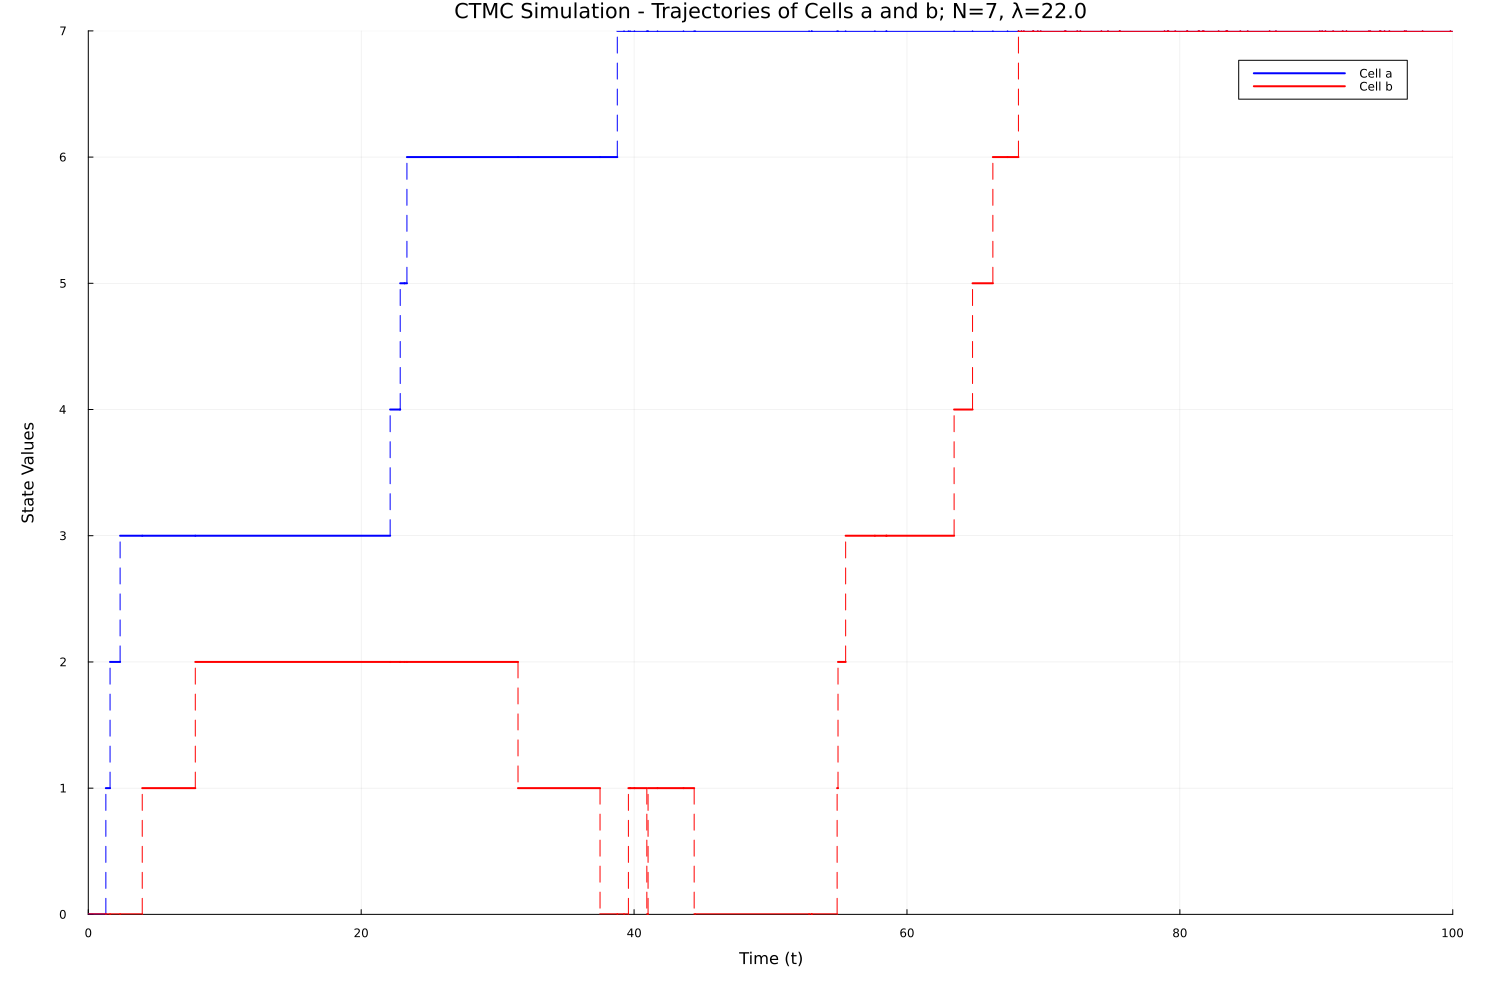 CTMC Simulation - Trajectories of Cells a and b; N=7, λ=22.0
7
6
5
4
3
2
1
0
State Values
Cell a
Cell b
0 20 40 60 80 100
Time (t)